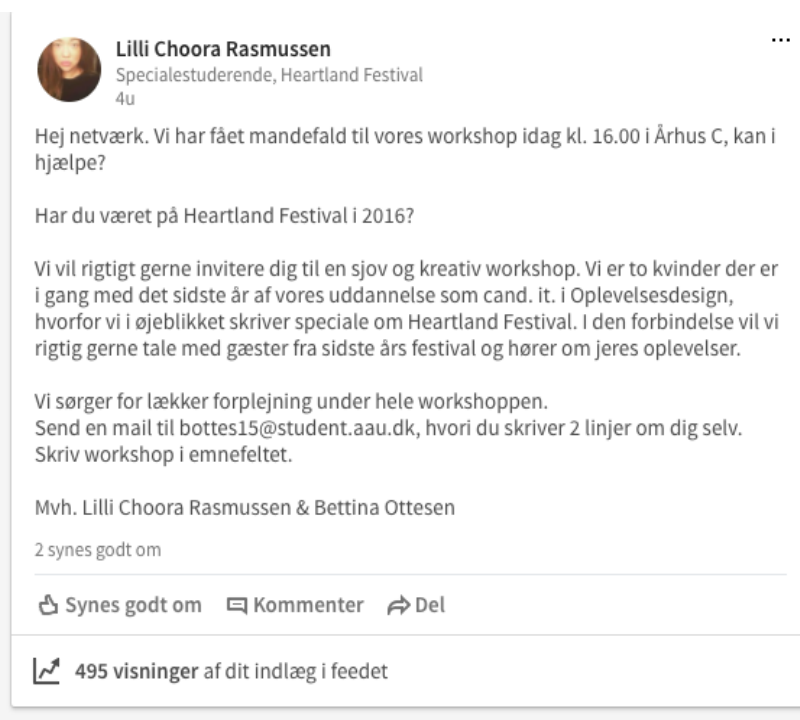 Lilli Choora Rasmussen
...
Specialestuderende, Heartland Festival
4u
Hej netværk. Vi har fået mandefald til vores workshop idag kl. 16.00 i Århus C, kan i
hjælpe?
Har du været på Heartland Festival i 2016?
Vi vil rigtigt gerne invitere dig til en sjov og kreativ workshop. Vi er to kvinder der er
i gang med det sidste år af vores uddannelse som cand. it. i Oplevelsesdesign,
hvorfor vi i øjeblikket skriver speciale om Heartland Festival. I den forbindelse vil vi
rigtig gerne tale med gæster fra sidste års festival og hører om jeres oplevelser.
Vi sørger for lækker forplejning under hele workshoppen.
Send en mail til bottes15@student.aau.dk, hvori du skriver 2 linjer om dig selv.
Skriv workshop i emnefeltet.
Mvh. Lilli Choora Rasmussen & Bettina Ottesen
2 synes godt om
Synes godt om Kommenter Del
495 visninger af dit indlæg i feedet